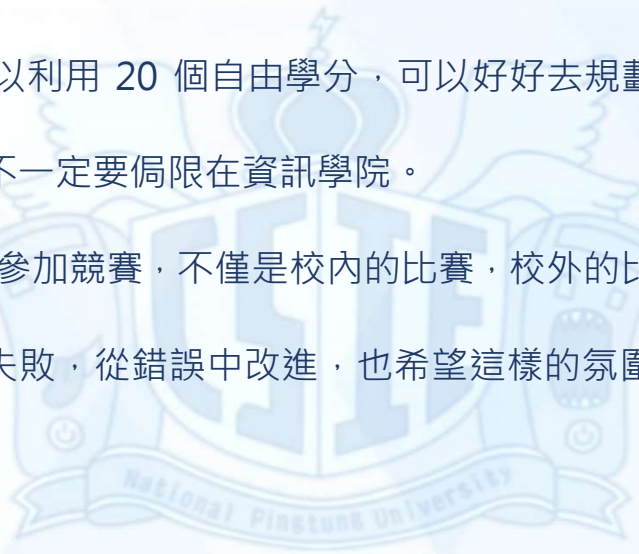 以利用 20 個自由學分，可以好好去規劃
不一定要侷限在資訊學院。
參加競賽，不僅是校內的比賽，校外的比
失敗，從錯誤中改進，也希望這樣的氛圍
CSIE
National Pingtung University